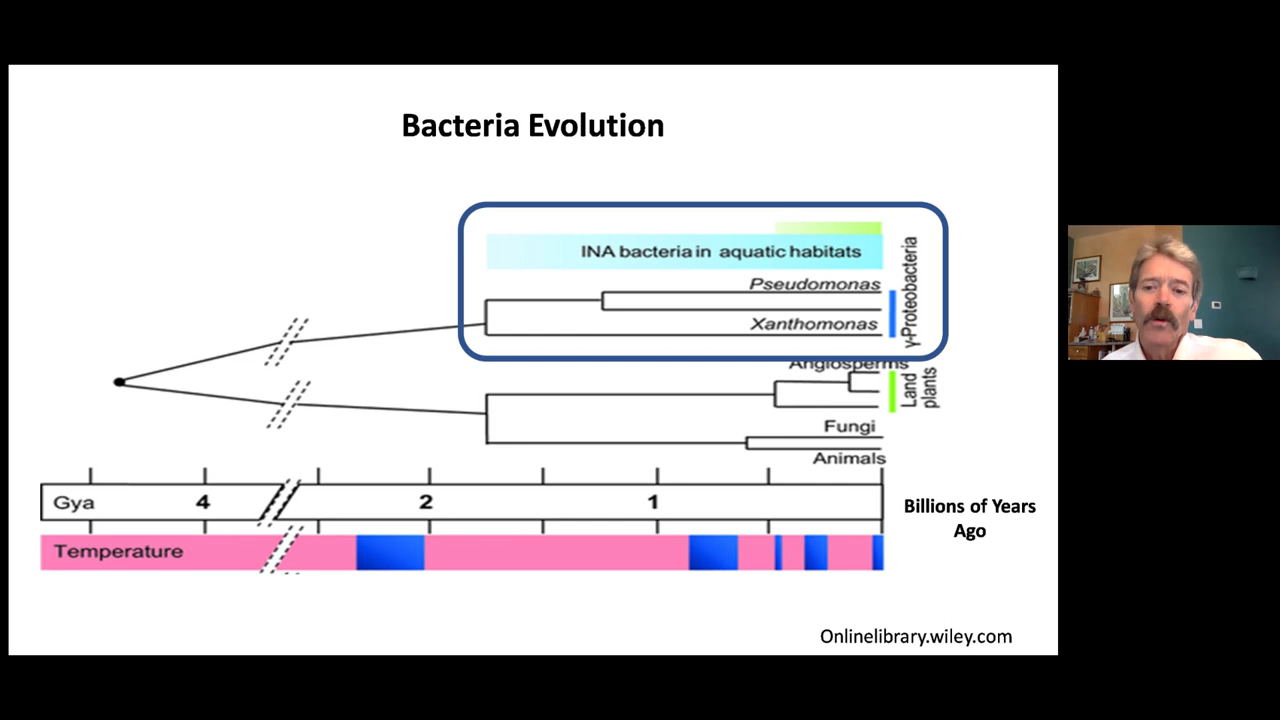 Bacteria Evolution
INA bacteria in aquatic habitats
Pseudomonas
Xanthomonas
γ-Proteobacteria
Angiosperms
Land
plants
Fungi
Animals
Gya 4 2 1
Billions of Years
Ago
Temperature
Onlinelibrary.wiley.com